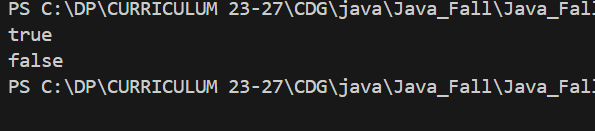 PS C:\DP\CURRICULUM 23-27\CDG\java\Java_Fall\Java_Fal
true
false
PS C:\DP\CURRICULUM 23-27\CDG\java\Java_Fall\Java_Fall